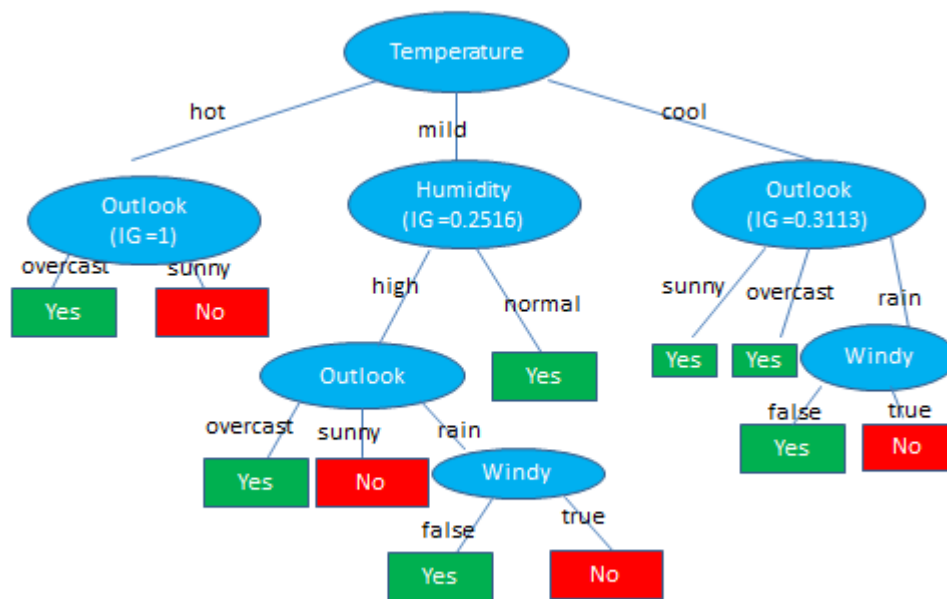 Temperature
hot
mild
cool
Outlook
(IG =1)
Humidity
(IG =0.2516)
Outlook
(IG =0.3113)
overcast
sunny
high
normal
sunny
overcast
rain
Yes
No
Outlook
Yes
Yes
Yes
Windy
overcast
sunny
rain
false
true
Yes
No
Windy
Yes
No
false
true
Yes
No